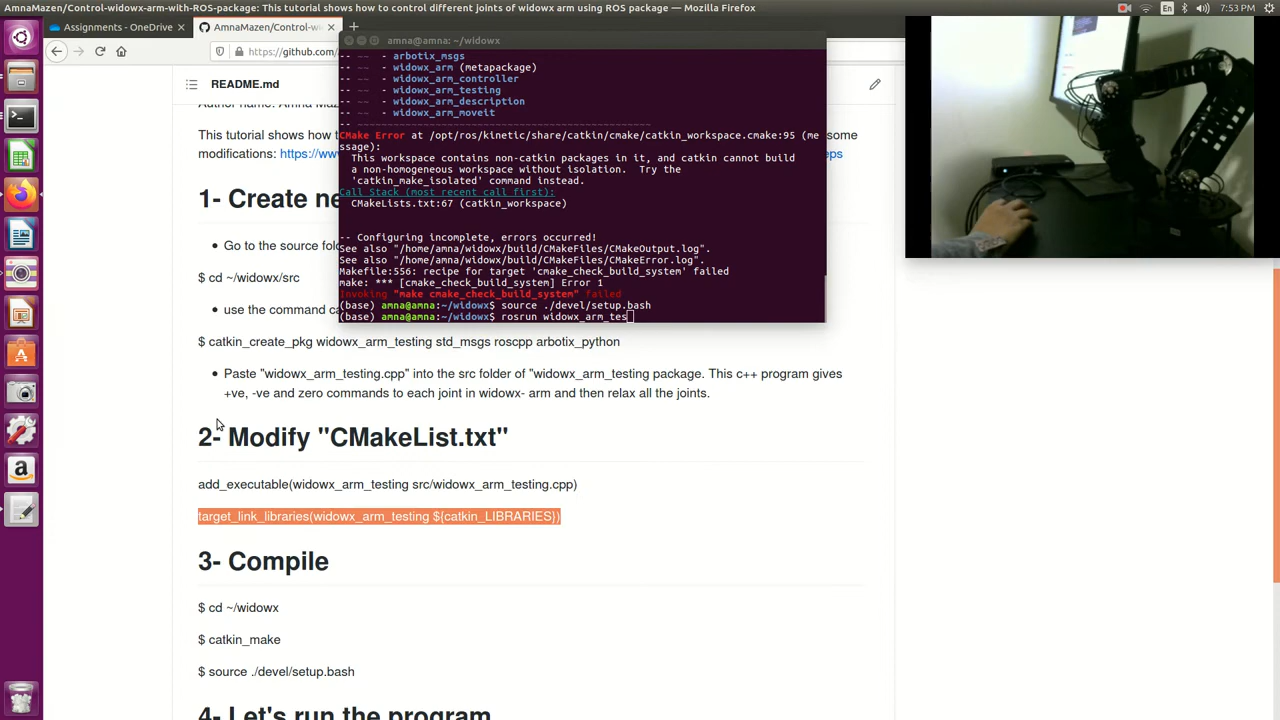 AmnaMazen/Control-widowx-arm-with-ROS-package: This tutorial shows how to control different joints of widowx arm using ROS package — Mozilla Firefox
En
7:53 PM
Assignments - OneDrive
AmnaMazen/Control-w
https://github.com/
amna@amna: ~/widowx
README.md
This tutorial shows how t
some
modifications: https://ww
eps
1- Create ne
Go to the source fol
$ cd ~/widowx/src
use the command ca
-- ~~ - arbotix_msgs
-- ~~ - widowx_arm (metapackage)
-- ~~ - widowx_arm_controller
-- ~~ - widowx_arm_testing
-- ~~ - widowx_arm_description
-- ~~ - widowx_arm_moveit
CMake Error at /opt/ros/kinetic/share/catkin/cmake/catkin_workspace.cmake:95 (me
ssage):
This workspace contains non-catkin packages in it, and catkin cannot build
a non-homogeneous workspace without isolation. Try the
'catkin_make_isolated' command instead.
Call Stack (most recent call first):
CMakeLists.txt:67 (catkin_workspace)
-- Configuring incomplete, errors occurred!
See also "/home/amna/widowx/build/CMakeFiles/CMakeOutput.log".
See also "/home/amna/widowx/build/CMakeFiles/CMakeError.log".
Makefile:556: recipe for target 'cmake_check_build_system' failed
make: *** [cmake_check_build_system] Error 1
Invoking "make cmake_check_build_system" failed
(base) amna@amna:~/widowx$ source ./devel/setup.bash
(base) amna@amna:~/widowx$ rosrun widowx_arm_tes
$ catkin_create_pkg widowx_arm_testing std_msgs roscpp arbotix_python
Paste "widowx_arm_testing.cpp" into the src folder of "widowx_arm_testing package. This c++ program gives
+ve, -ve and zero commands to each joint in widowx- arm and then relax all the joints.
2- Modify "CMakeList.txt"
add_executable(widowx_arm_testing src/widowx_arm_testing.cpp)
target_link_libraries(widowx_arm_testing ${catkin_LIBRARIES})
3- Compile
$ cd ~/widowx
$ catkin_make
$ source ./devel/setup.bash
4- Let's run the program